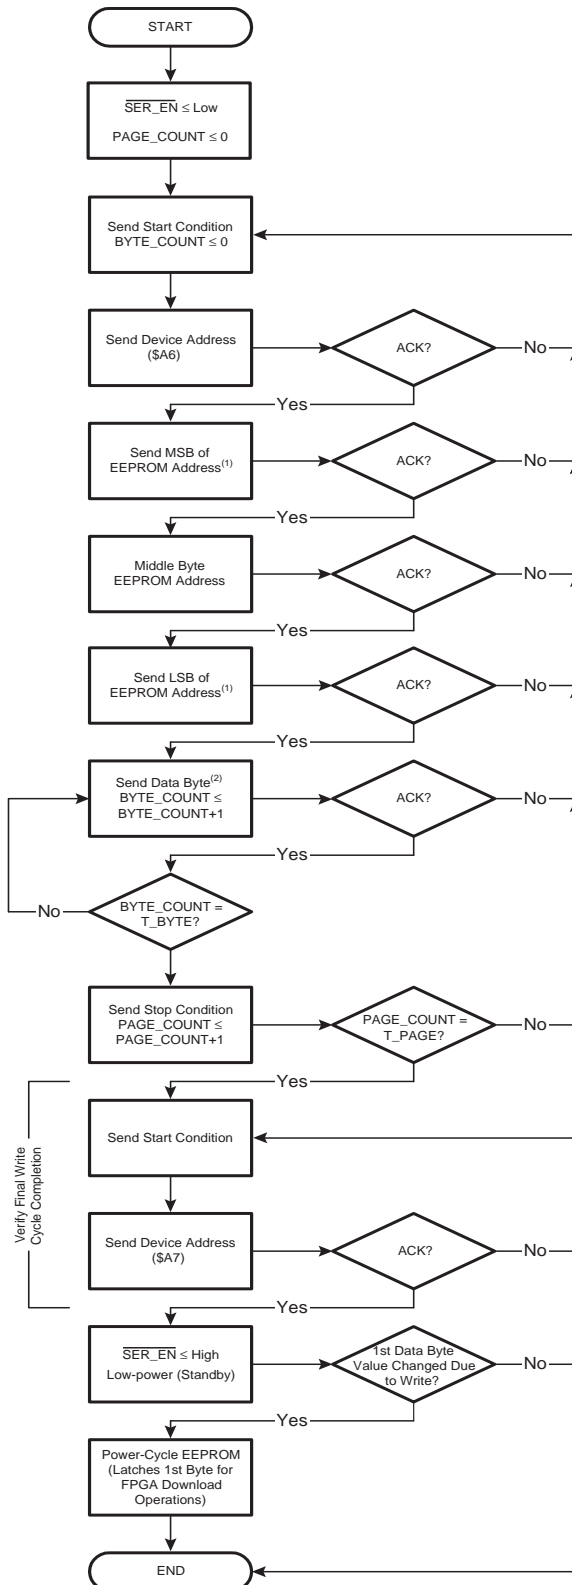 START
SER_EN ≤ Low
PAGE_COUNT ≤ 0
Send Start Condition
BYTE_COUNT ≤ 0
Send Device Address
($A6)
ACK?
No
Yes
Send MSB of
EEPROM Address(1)
ACK?
No
Yes
Middle Byte
EEPROM Address
ACK?
No
Yes
Send LSB of
EEPROM Address(1)
ACK?
No
Yes
Send Data Byte(2)
BYTE_COUNT ≤
BYTE_COUNT+1
ACK?
No
Yes
BYTE_COUNT =
T_BYTE?
No
Send Stop Condition
PAGE_COUNT ≤
PAGE_COUNT+1
PAGE_COUNT =
T_PAGE?
No
Yes
Verify Final Write
Cycle Completion
Send Start Condition
Send Device Address
($A7)
ACK?
No
Yes
SER_EN ≤ High
Low-power (Standby)
1st Data Byte
Value Changed Due
to Write?
No
Yes
Power-Cycle EEPROM
(Latches 1st Byte for
FPGA Download
Operations)
END